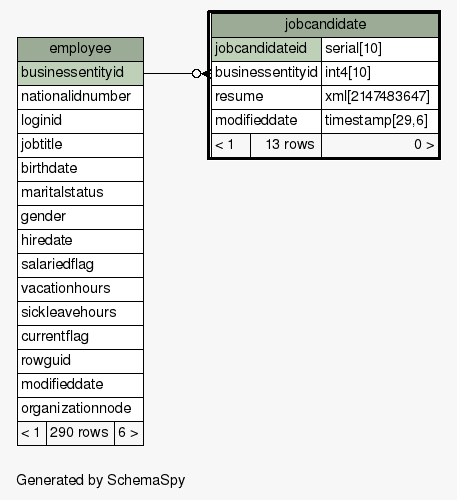 employee
businessentityid
nationalidnumber
loginid
jobtitle
birthdate
maritalstatus
gender
hiredate
salariedflag
vacationhours
sickleavehours
currentflag
rowguid
modifieddate
organizationnode
< 1 290 rows 6 >
jobcandidate
jobcandidateid serial[10]
businessentityid int4[10]
resume xml[2147483647]
modifieddate timestamp[29,6]
< 1 13 rows 0 >
Generated by SchemaSpy